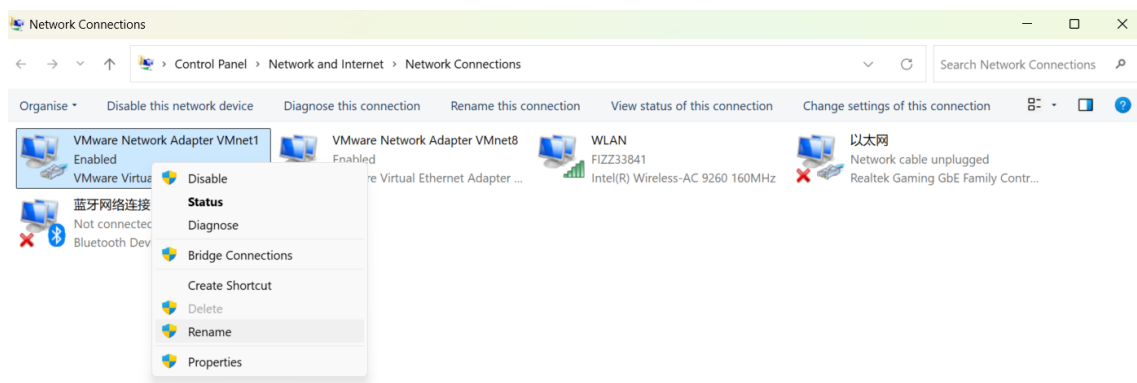 Network Connections
Control Panel > Network and Internet > Network Connections
Search Network Connections
Organise
Disable this network device
Diagnose this connection
Rename this connection
View status of this connection
Change settings of this connection
VMware Network Adapter VMnet1
Enabled
VMware Virtua
VMware Network Adapter VMnet8
Enabled
re Virtual Ethernet Adapter ...
WLAN
FIZZ33841
Intel(R) Wireless-AC 9260 160MHz
以太网
Network cable unplugged
Realtek Gaming GbE Family Contr...
蓝牙网络连接
Not connected
Bluetooth Dev
Disable
Status
Diagnose
Bridge Connections
Create Shortcut
Delete
Rename
Properties